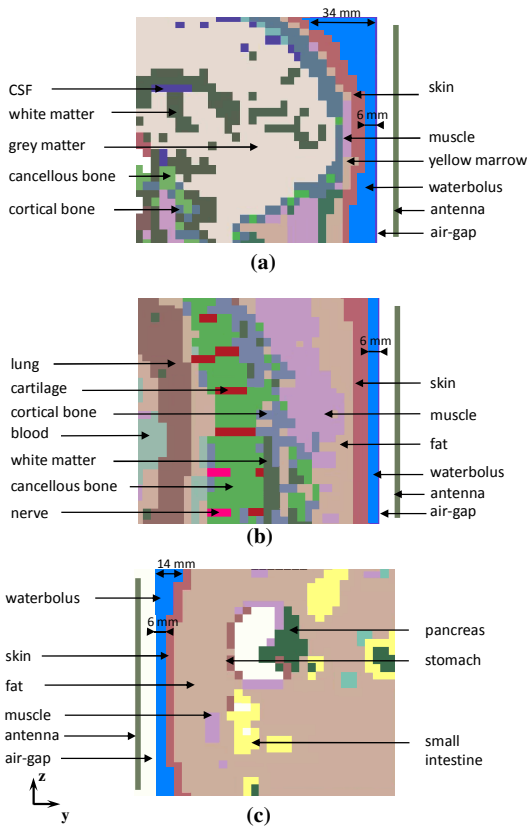 34 mm
CSF
white matter
grey matter
cancellous bone
cortical bone
skin
6 mm
muscle
yellow marrow
waterbolus
antenna
air-gap
(a)
6 mm
lung
cartilage
cortical bone
blood
white matter
cancellous bone
nerve
skin
muscle
fat
waterbolus
antenna
air-gap
(b)
14 mm
waterbolus
6 mm
skin
fat
muscle
antenna
air-gap
pancreas
stomach
small
intestine
z
y
(c)